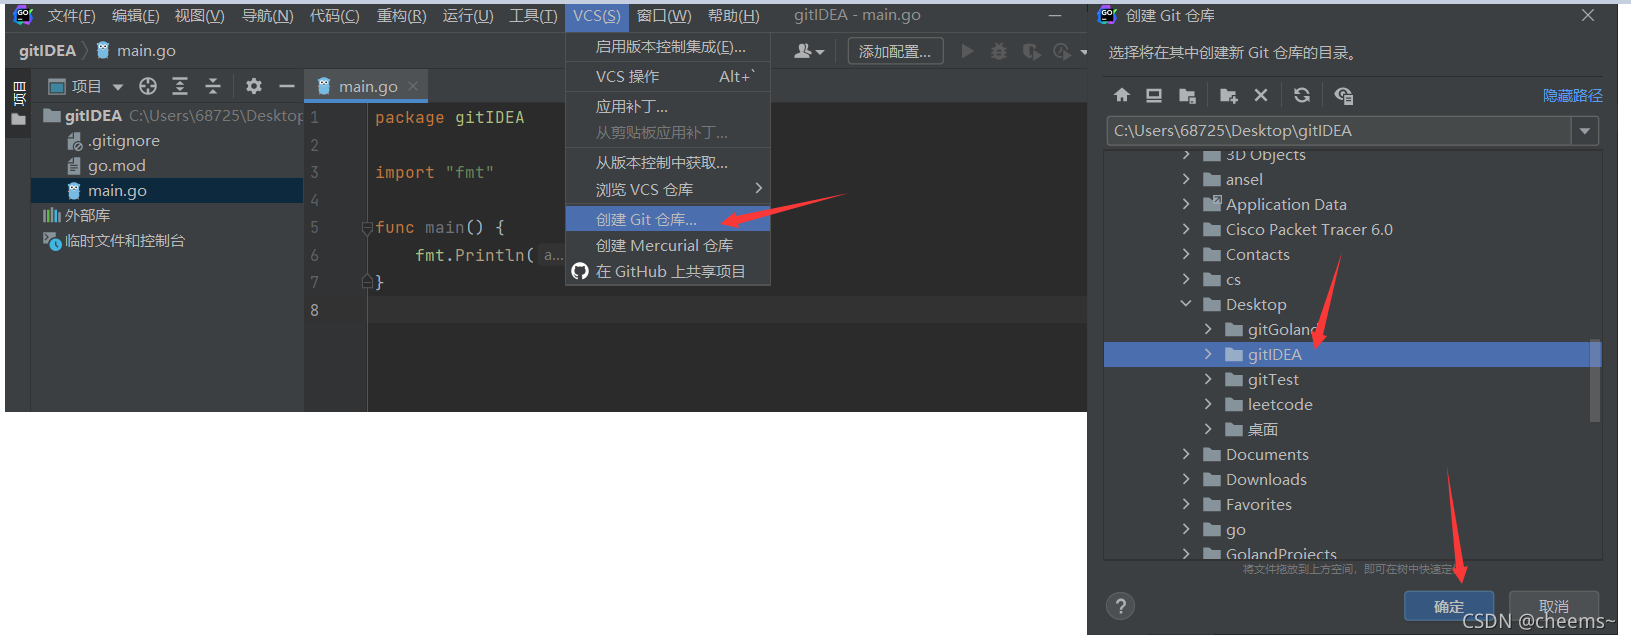 文件(F) 编辑(E) 视图(V) 导航(N) 代码(C) 重构(R) 运行(U) 工具(T) VCS(S) 窗口(W) 帮助(H) gitIDEA - main.go
gitIDEA main.go
添加配置...
项目
项目
main.go
gitIDEA C:\Users\68725\Desktop
.gitignore
go.mod
main.go
外部库
临时文件和控制台
1 package gitIDEA
2
3 import "fmt"
4
5 func main() {
6 fmt.Println( a...
7 }
8
启用版本控制集成(E)...
VCS 操作 Alt+`
应用补丁...
从剪贴板应用补丁...
从版本控制中获取...
浏览 VCS 仓库
创建 Git 仓库...
创建 Mercurial 仓库
在 GitHub 上共享项目
创建 Git 仓库
选择将在其中创建新 Git 仓库的目录。
隐藏路径
C:\Users\68725\Desktop\gitIDEA
3D Objects
ansel
Application Data
Cisco Packet Tracer 6.0
Contacts
cs
Desktop
gitGoland
gitIDEA
gitTest
leetcode
桌面
Documents
Downloads
Favorites
go
GolandProjects
将文件拖放到上方空间，即可在树中快速定
?
确定
取消
CSDN @cheems~